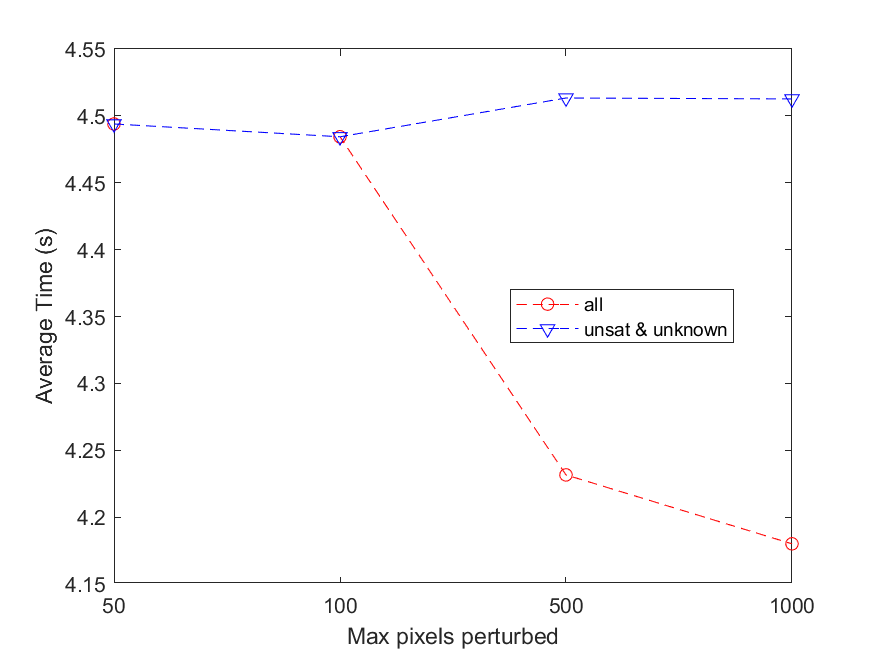 4.55
4.5
4.45
4.4
4.35
4.3
4.25
4.2
4.15
Average Time (s)
all
unsat & unknown
50 100 500 1000
Max pixels perturbed